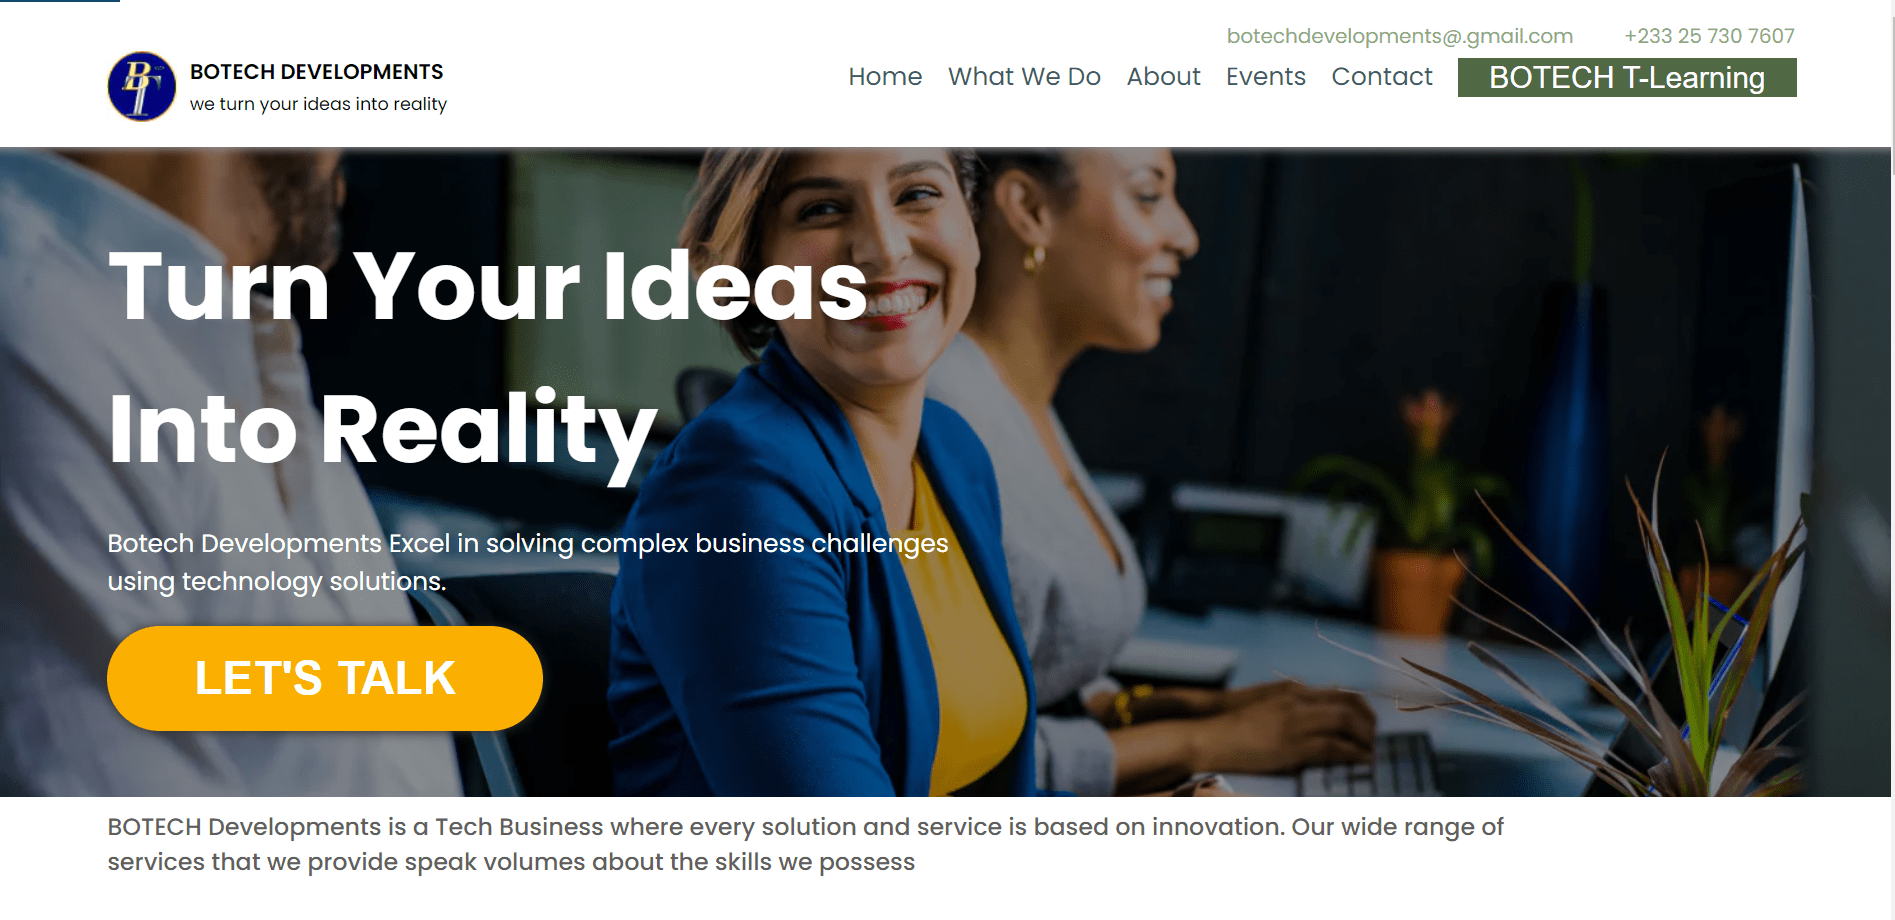 botechdevelopments@.gmail.com +233 25 730 7607
BT
BOTECH DEVELOPMENTS
we turn your ideas into reality
Home What We Do About Events Contact BOTECH T-Learning
Turn Your Ideas
Into Reality
Botech Developments Excel in solving complex business challenges
using technology solutions.
LET'S TALK
BOTECH Developments is a Tech Business where every solution and service is based on innovation. Our wide range of
services that we provide speak volumes about the skills we possess